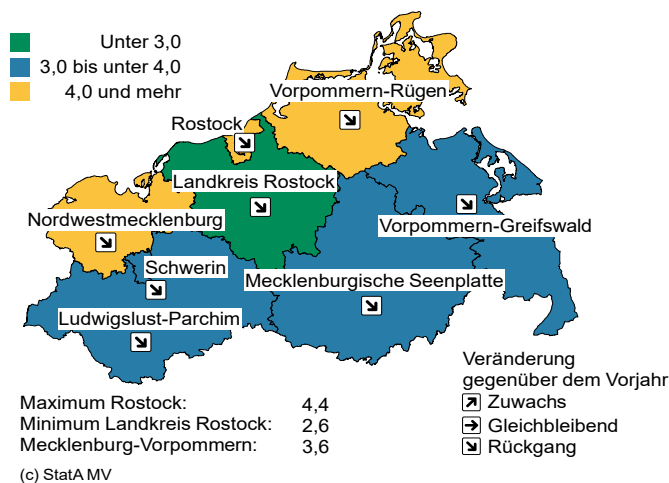 Unter 3,0
3,0 bis unter 4,0
4,0 und mehr
Vorpommern-Rügen
Rostock
Landkreis Rostock
Nordwestmecklenburg
Vorpommern-Greifswald
Schwerin
Mecklenburgische Seenplatte
Ludwigslust-Parchim
Veränderung
gegenüber dem Vorjahr
Zuwachs
Gleichbleibend
Rückgang
Maximum Rostock: 4,4
Minimum Landkreis Rostock: 2,6
Mecklenburg-Vorpommern: 3,6
(c) StatA MV